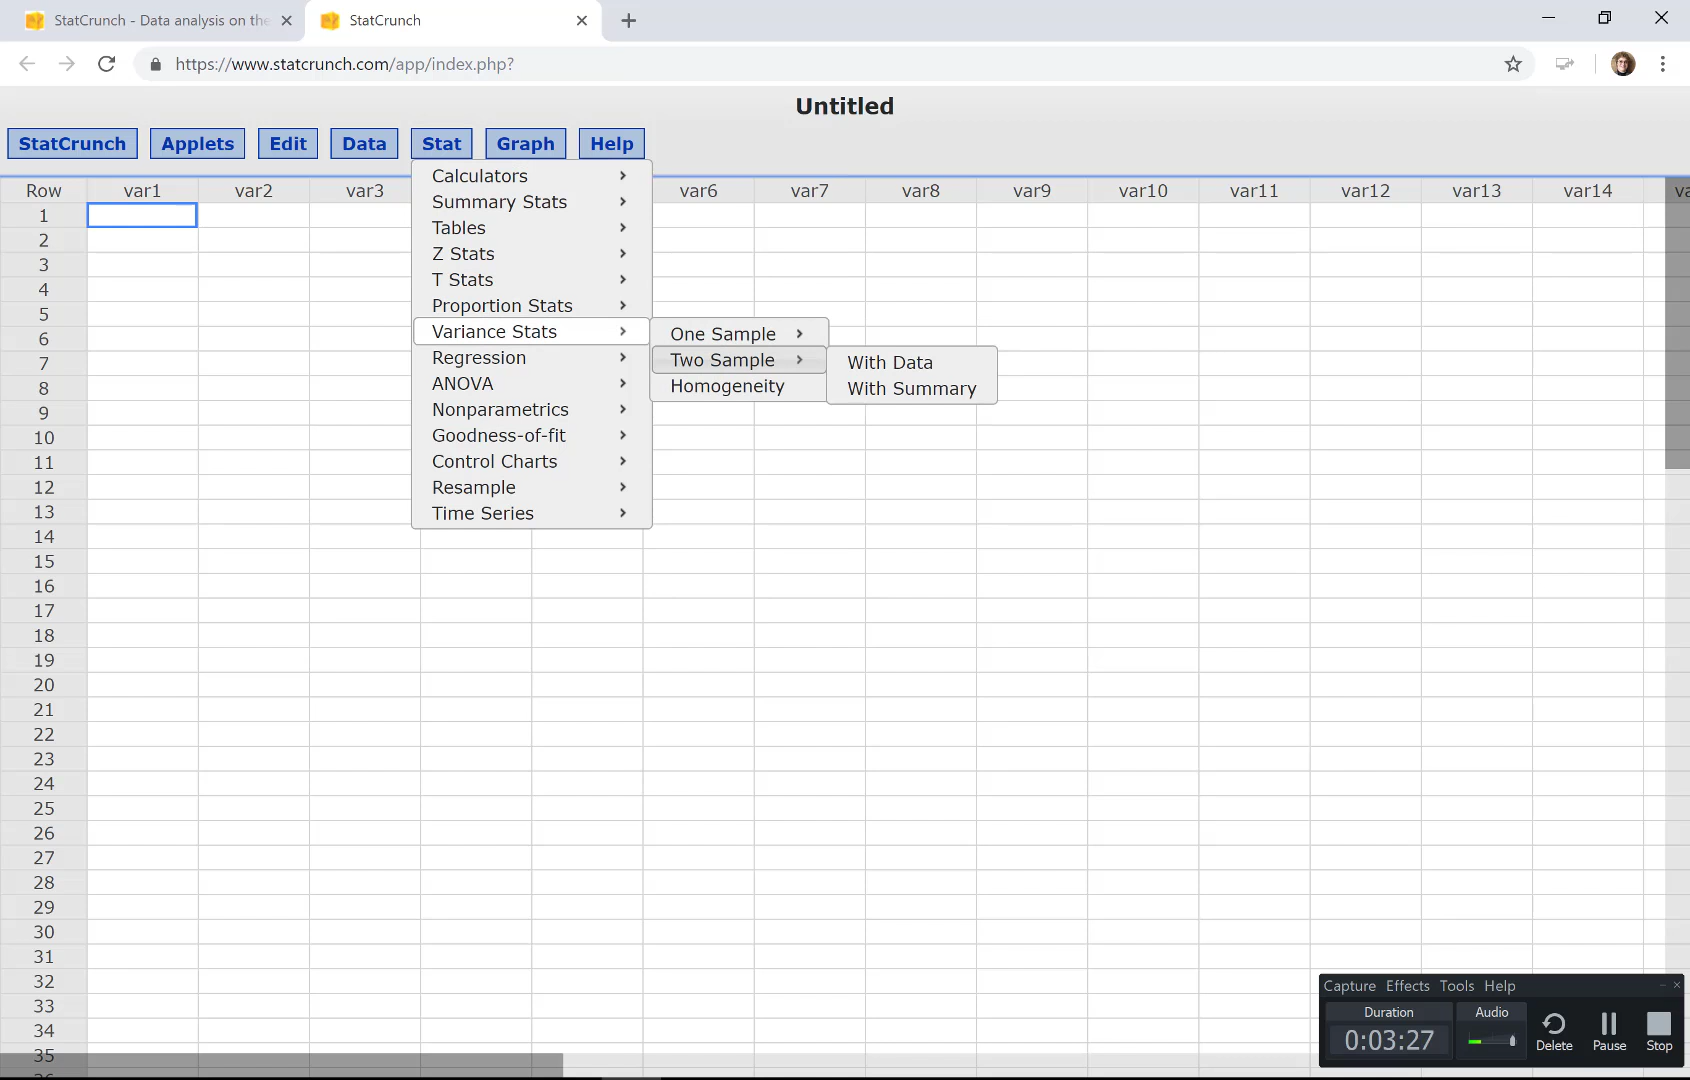 StatCrunch - Data analysis on the
StatCrunch
https://www.statcrunch.com/app/index.php?
Untitled
StatCrunch Applets Edit Data Stat Graph Help
Row var1 var2 var3 var6 var7 var8 var9 var10 var11 var12 var13 var14 va
Calculators
Summary Stats
Tables
Z Stats
T Stats
Proportion Stats
Variance Stats
Regression
ANOVA
Nonparametrics
Goodness-of-fit
Control Charts
Resample
Time Series
One Sample
Two Sample
Homogeneity
With Data
With Summary
1
2
3
4
5
6
7
8
9
10
11
12
13
14
15
16
17
18
19
20
21
22
23
24
25
26
27
28
29
30
31
32
33
34
35
Capture Effects Tools Help
Duration Audio
0:03:27
Delete Pause Stop